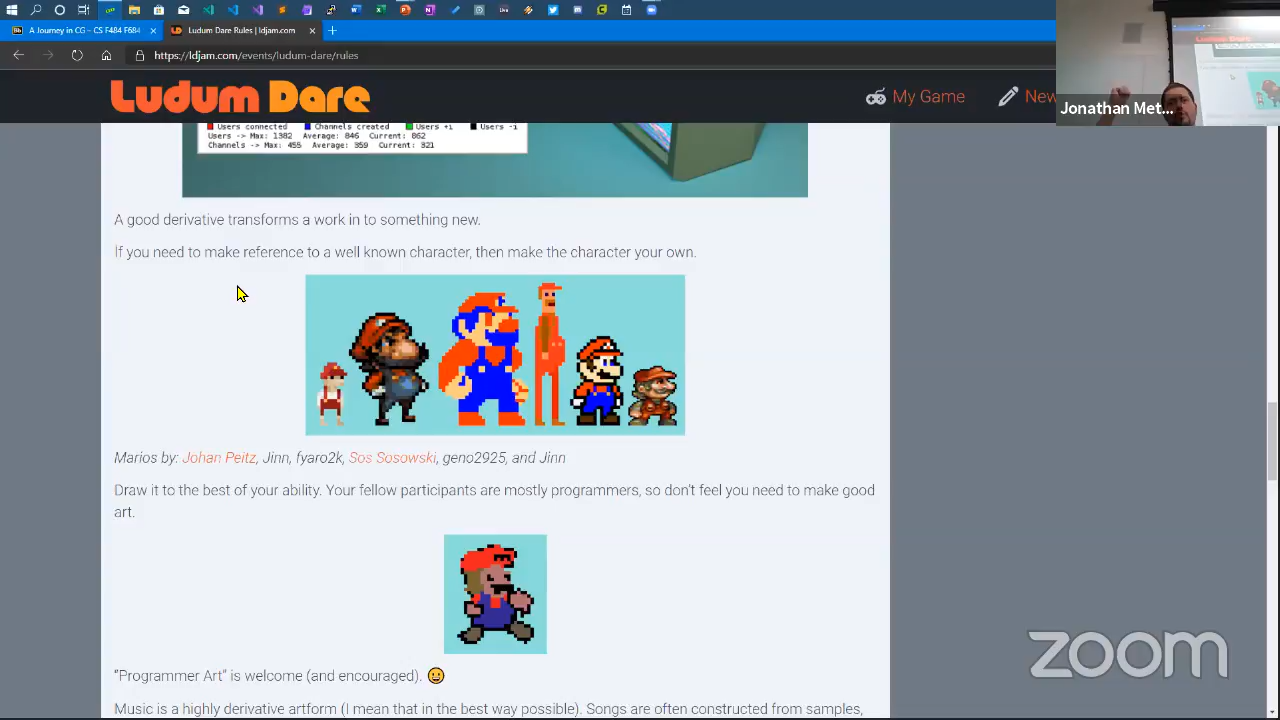 A Journey in CG – CS F484 F684
Ludum Dare Rules | ldjam.com
https://ldjam.com/events/ludum-dare/rules
Ludum Dare
My Game
New
Jonathan Met...
Users connected Channels created Users +i Users -i
Users -> Max: 1382 Average: 846 Current: 862
Channels -> Max: 455 Average: 359 Current: 321
A good derivative transforms a work in to something new.
If you need to make reference to a well known character, then make the character your own.
Marios by: Johan Peitz, Jinn, fyaro2k, Sos Sosowski, geno2925, and Jinn
Draw it to the best of your ability. Your fellow participants are mostly programmers, so don't feel you need to make good
art.
"Programmer Art" is welcome (and encouraged).
Music is a highly derivative artform (I mean that in the best way possible). Songs are often constructed from samples,
zoom